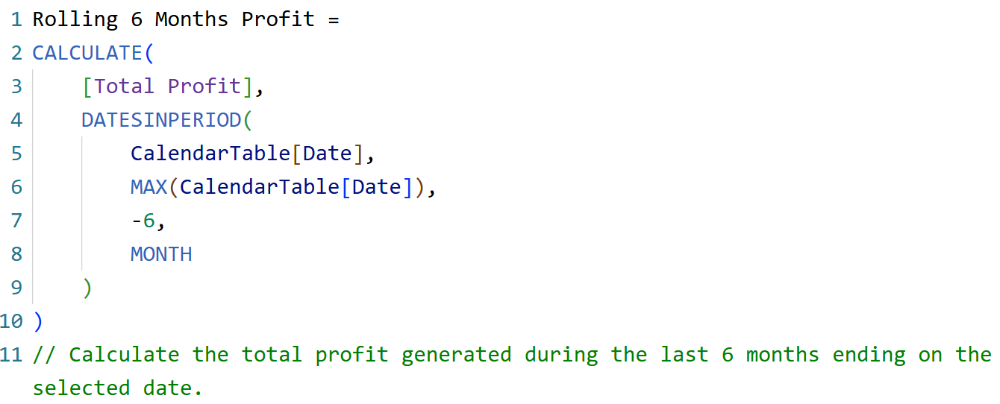 1 Rolling 6 Months Profit =
2 CALCULATE(
3     [Total Profit],
4     DATESINPERIOD(
5         CalendarTable[Date],
6         MAX(CalendarTable[Date]),
7         -6,
8         MONTH
9     )
10 )
11 // Calculate the total profit generated during the last 6 months ending on the
selected date.